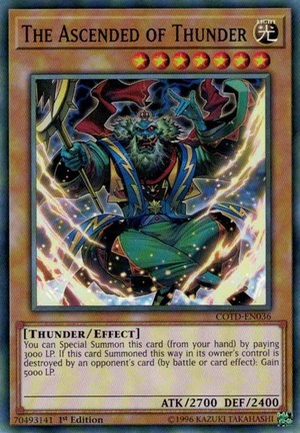 THE ASCENDED OF THUNDER
LIGHT
光
COTD-EN036
[THUNDER/EFFECT]
You can Special Summon this card (from your hand) by paying
3000 LP. If this card Summoned this way in its owner's control is
destroyed by an opponent's card (by battle or card effect): Gain
5000 LP.
ATK/2700 DEF/2400
70493141 1st Edition ©1996 KAZUKI TAKAHASHI